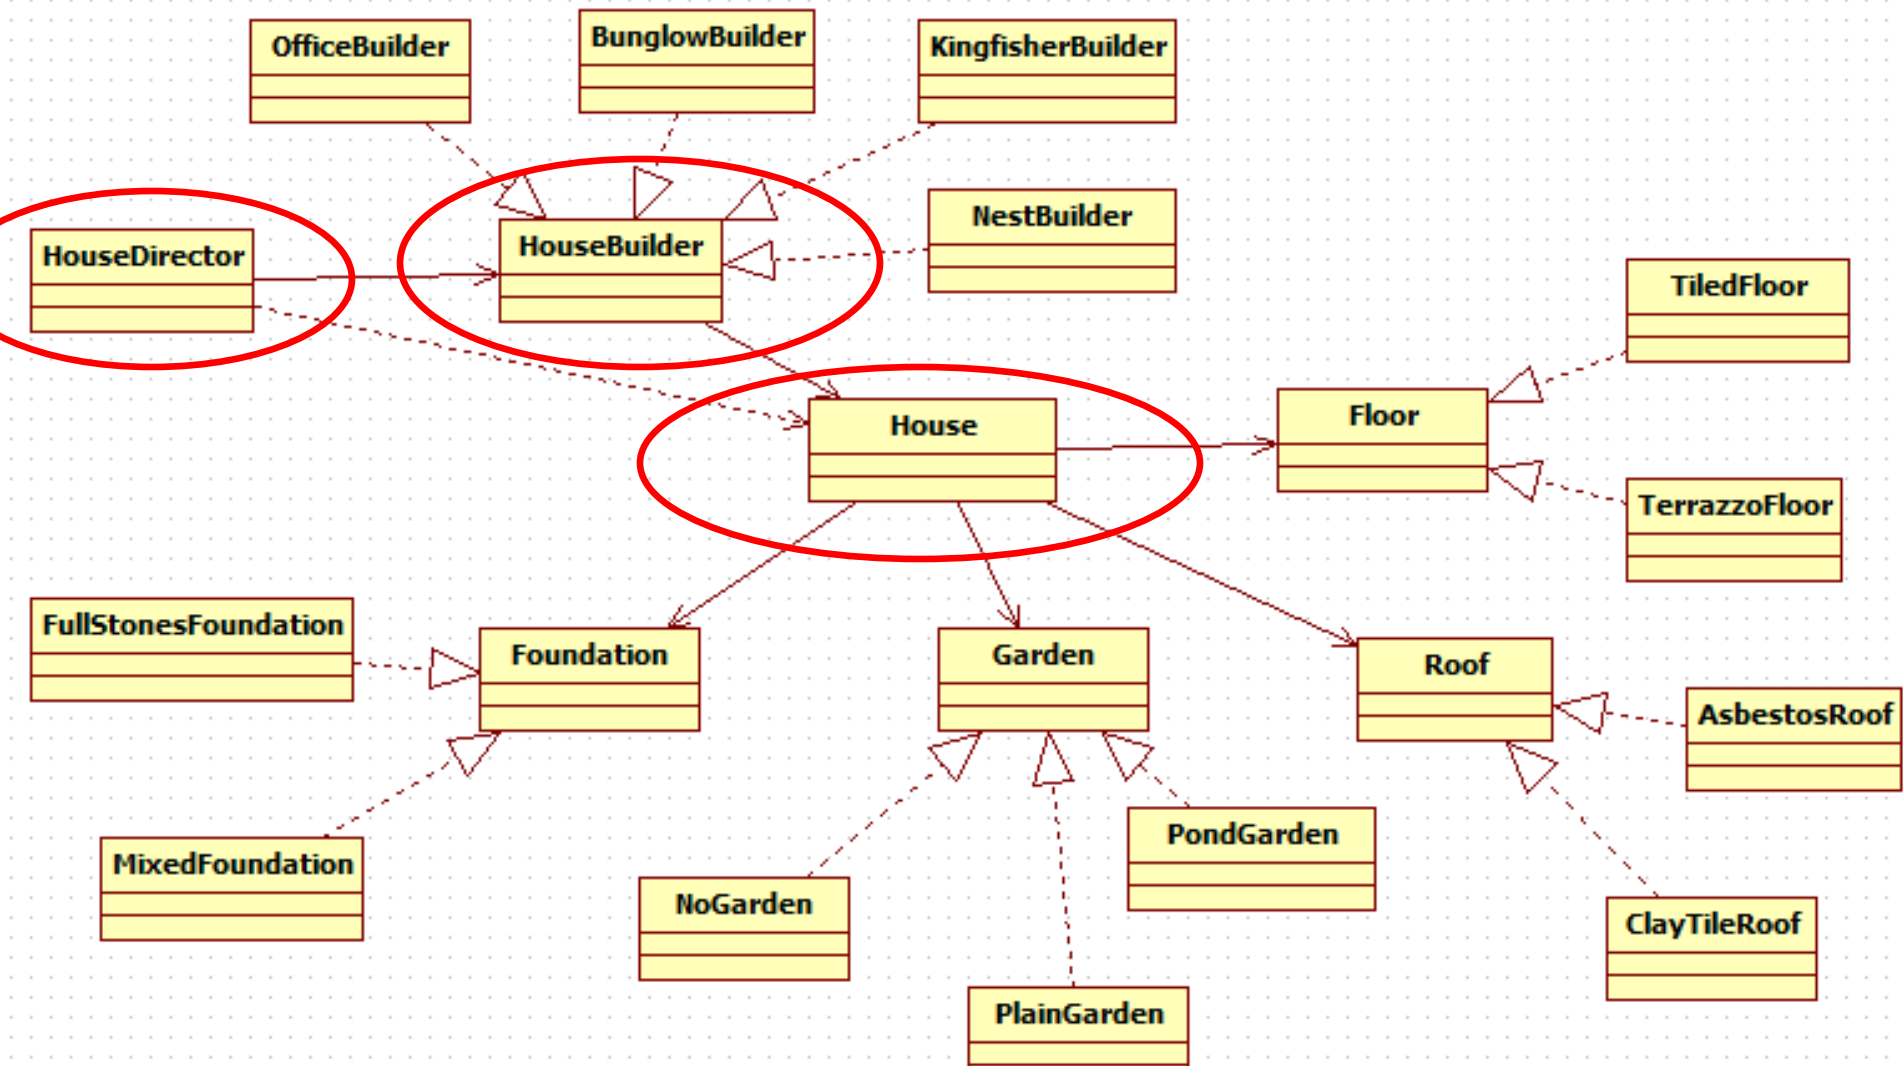 OfficeBuilder
BunglowBuilder
KingfisherBuilder
HouseDirector
HouseBuilder
NestBuilder
TiledFloor
House
Floor
TerrazzoFloor
FullStonesFoundation
Foundation
Garden
Roof
AsbestosRoof
MixedFoundation
NoGarden
PondGarden
ClayTileRoof
PlainGarden